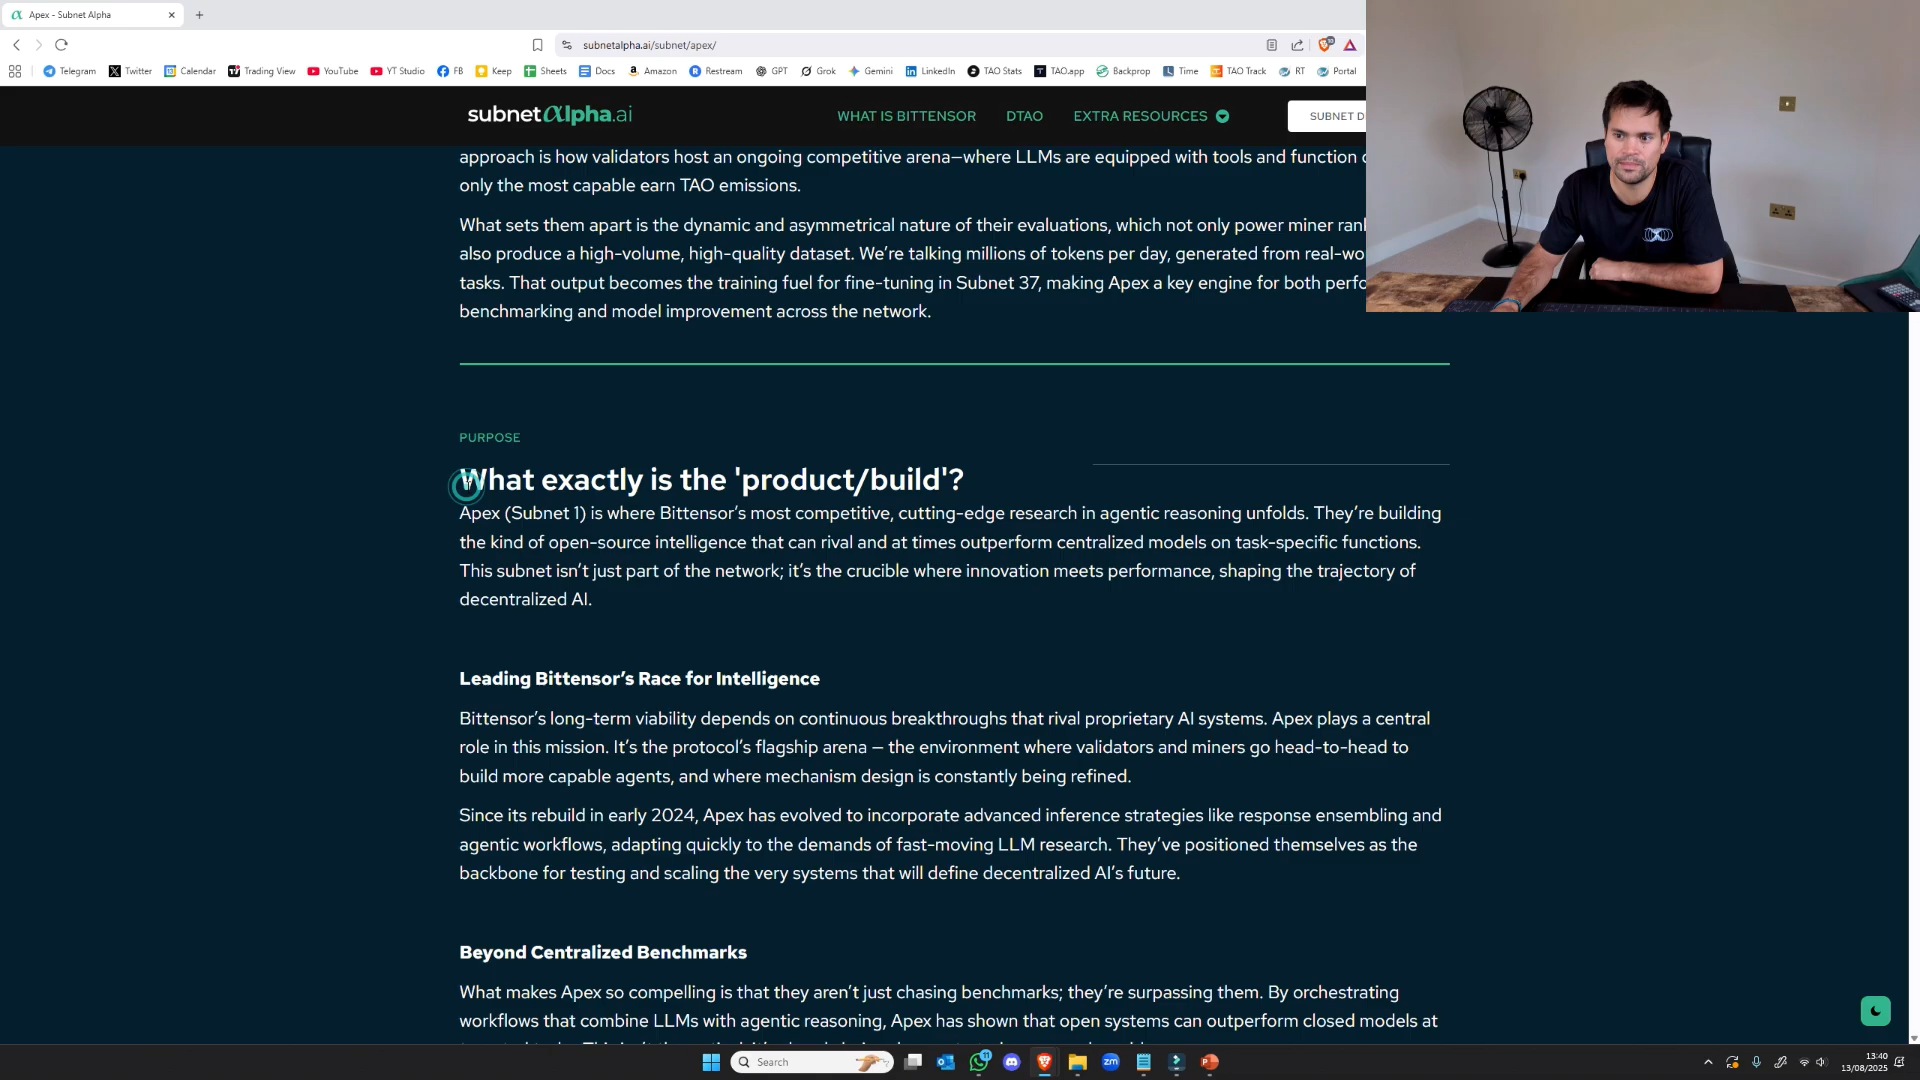 Apex - Subnet Alpha
subnetalpha.ai/subnet/apex/
Telegram Twitter Calendar Trading View YouTube YT Studio FB Keep Sheets Docs Amazon Restream GPT Grok Gemini LinkedIn TAO Stats TAO.app Backprop Time TAO Track RT Portal
subnetαlpha.ai WHAT IS BITTENSOR DTAO EXTRA RESOURCES SUBNET D
approach is how validators host an ongoing competitive arena—where LLMs are equipped with tools and function
only the most capable earn TAO emissions.
What sets them apart is the dynamic and asymmetrical nature of their evaluations, which not only power miner ran
also produce a high-volume, high-quality dataset. We're talking millions of tokens per day, generated from real-wo
tasks. That output becomes the training fuel for fine-tuning in Subnet 37, making Apex a key engine for both perfo
benchmarking and model improvement across the network.
PURPOSE
What exactly is the 'product/build'?
Apex (Subnet 1) is where Bittensor's most competitive, cutting-edge research in agentic reasoning unfolds. They're building
the kind of open-source intelligence that can rival and at times outperform centralized models on task-specific functions.
This subnet isn't just part of the network; it's the crucible where innovation meets performance, shaping the trajectory of
decentralized AI.
Leading Bittensor's Race for Intelligence
Bittensor's long-term viability depends on continuous breakthroughs that rival proprietary AI systems. Apex plays a central
role in this mission. It's the protocol's flagship arena — the environment where validators and miners go head-to-head to
build more capable agents, and where mechanism design is constantly being refined.
Since its rebuild in early 2024, Apex has evolved to incorporate advanced inference strategies like response ensembling and
agentic workflows, adapting quickly to the demands of fast-moving LLM research. They've positioned themselves as the
backbone for testing and scaling the very systems that will define decentralized AI's future.
Beyond Centralized Benchmarks
What makes Apex so compelling is that they aren't just chasing benchmarks; they're surpassing them. By orchestrating
workflows that combine LLMs with agentic reasoning, Apex has shown that open systems can outperform closed models at
Search
13:40
13/08/2025